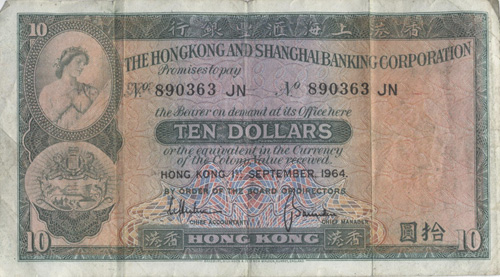 10 行銀理滙海上港香
THE HONGKONG AND SHANGHAI BANKING CORPORATION
Promises to pay
No. 890363 JN No 890363 JN
the Bearer on demand at its Office here
TEN DOLLARS
or the equivalent in the Currency
of the Colony value received.
HONG KONG 1ST SEPTEMBER, 1964.
BY ORDER OF THE BOARD OF DIRECTORS
CHIEF ACCOUNTANT CHIEF MANAGER
圓拾
10 港香 HONG KONG 港香 10